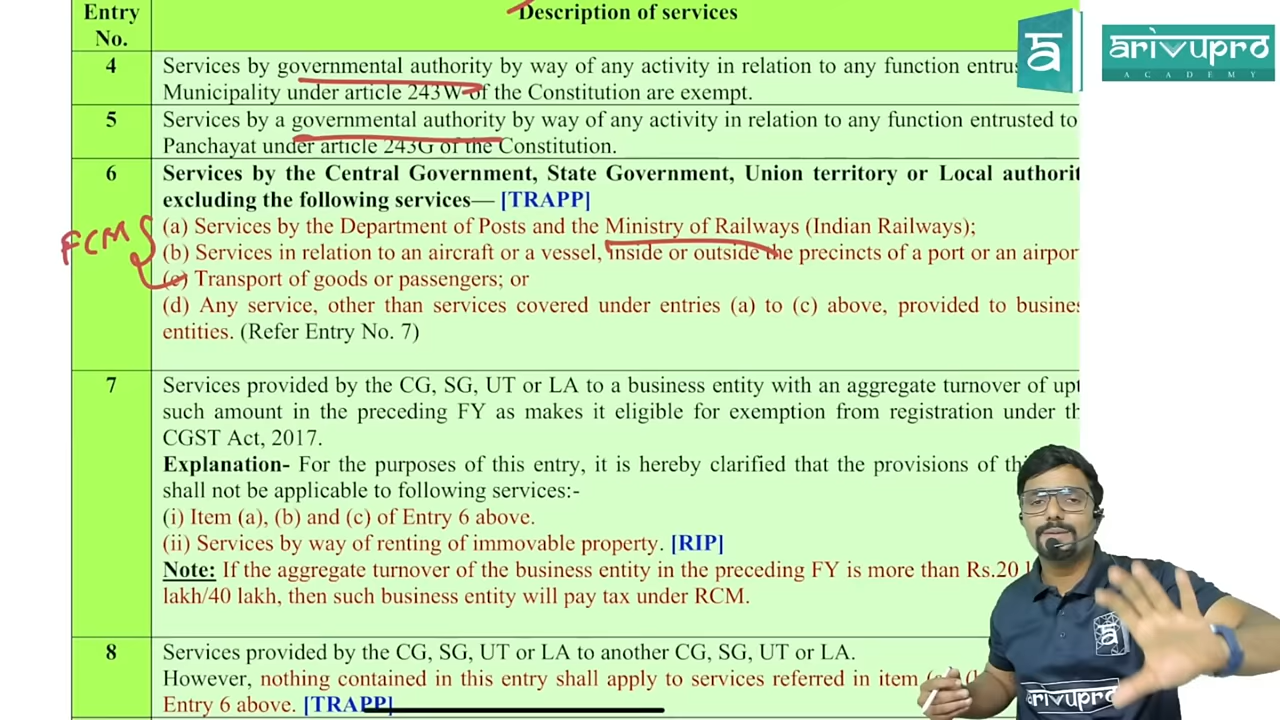 Entry
No.
Description of services
4
Services by governmental authority by way of any activity in relation to any function
Municipality under article 243W of the Constitution are exempt.
5
Services by a governmental authority by way of any activity in relation to any function entrusted to
Panchayat under article 243G of the Constitution.
6
Services by the Central Government, State Government, Union territory or Local
excluding the following services— [TRAPP]
FCM
(a) Services by the Department of Posts and the Ministry of Railways (Indian Railways);
(b) Services in relation to an aircraft or a vessel, inside or outside the precincts of a port or an
(c) Transport of goods or passengers; or
(d) Any service, other than services covered under entries (a) to (c) above, provided to
entities. (Refer Entry No. 7)
7
Services provided by the CG, SG, UT or LA to a business entity with an aggregate turnover of
such amount in the preceding FY as makes it eligible for exemption from registration under
CGST Act, 2017.
Explanation- For the purposes of this entry, it is hereby clarified that the provisions of
shall not be applicable to following services:-
(i) Item (a), (b) and (c) of Entry 6 above.
(ii) Services by way of renting of immovable property. [RIP]
Note: If the aggregate turnover of the business entity in the preceding FY is more than Rs.20
lakh/40 lakh, then such business entity will pay tax under RCM.
8
Services provided by the CG, SG, UT or LA to another CG, SG, UT or LA.
However, nothing contained in this entry shall apply to services referred in item
Entry 6 above. [TRAPP]
arivupro
ACADEMY
arivupro